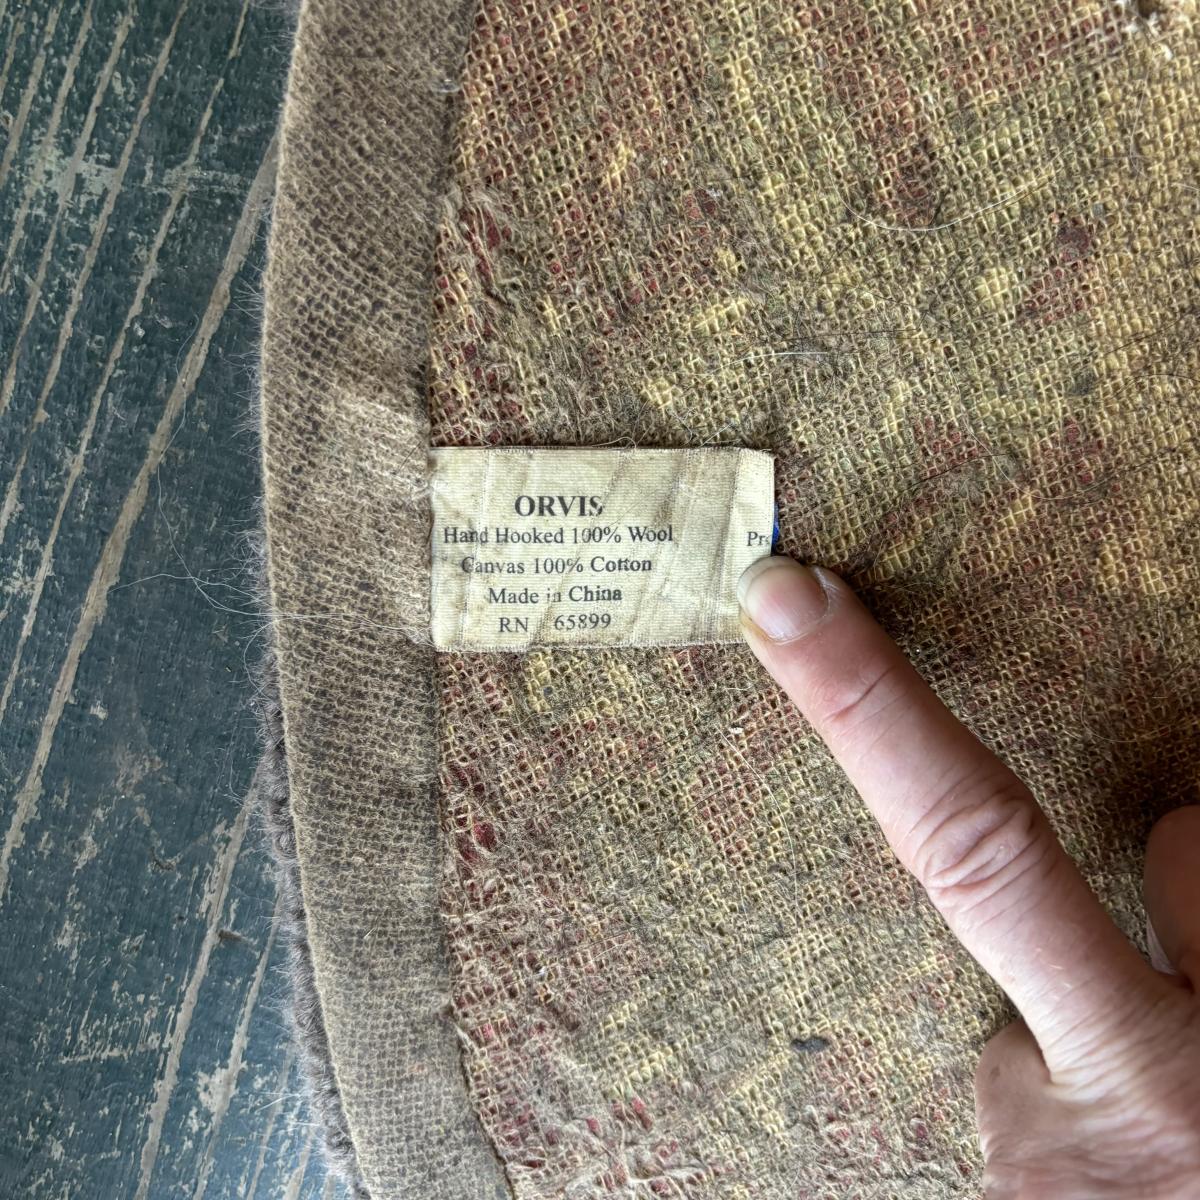 ORVIS
Hand Hooked 100% Wool
Canvas 100% Cotton
Made in China
RN 65899